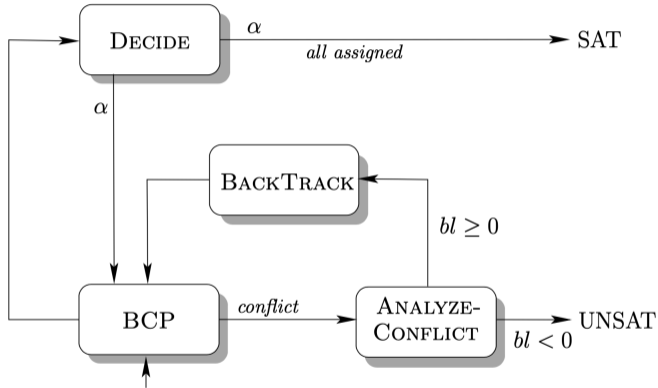 DECIDE
α
all assigned
SAT
α
BACKTRACK
bl ≥ 0
BCP
conflict
ANALYZE-
CONFLICT
UNSAT
bl < 0